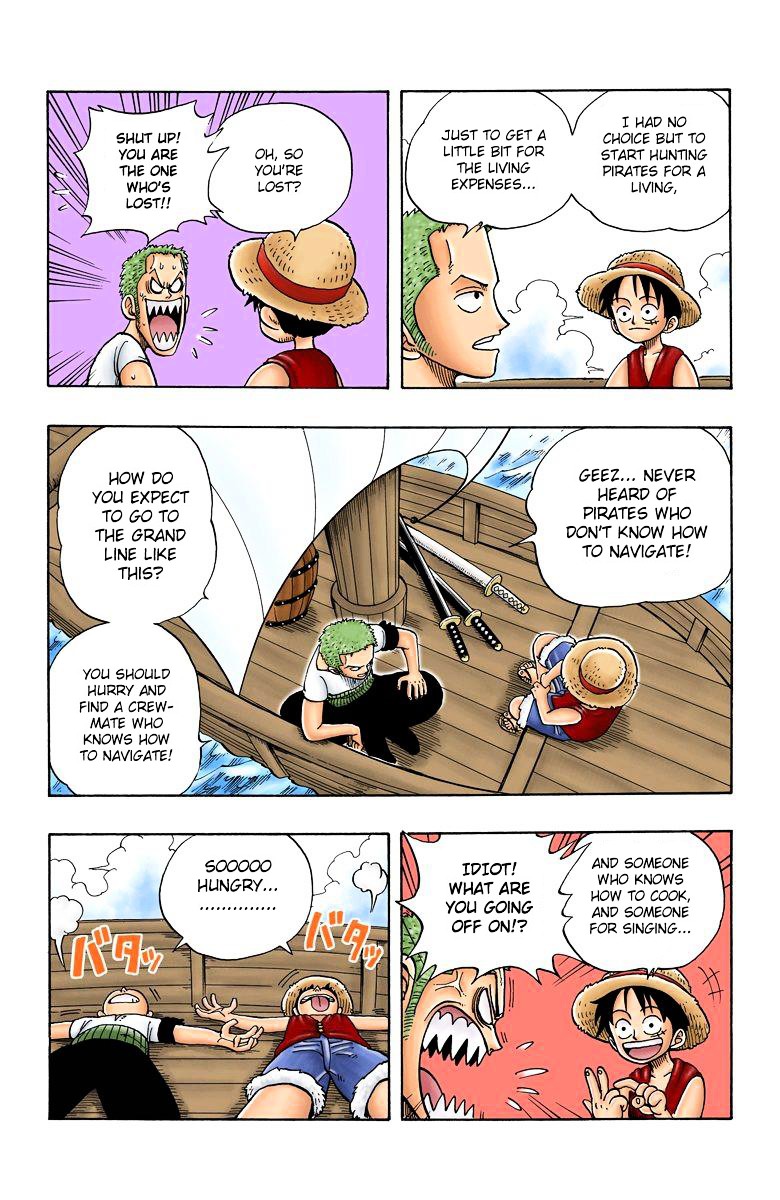 I HAD NO
CHOICE BUT TO
START HUNTING
PIRATES FOR A
LIVING,
JUST TO GET A
LITTLE BIT FOR
THE LIVING
EXPENSES...
OH, SO
YOU'RE
LOST?
SHUT UP!
YOU ARE
THE ONE
WHO'S
LOST!!
GEEZ... NEVER
HEARD OF
PIRATES WHO
DON'T KNOW HOW
TO NAVIGATE!
HOW DO
YOU EXPECT
TO GO TO
THE GRAND
LINE LIKE
THIS?
YOU SHOULD
HURRY AND
FIND A CREW-
MATE WHO
KNOWS HOW
TO NAVIGATE!
AND SOMEONE
WHO KNOWS
HOW TO COOK,
AND SOMEONE
FOR SINGING...
IDIOT!
WHAT ARE
YOU GOING
OFF ON!?
SOOOOO
HUNGRY...
..............
バタッ
バタッ